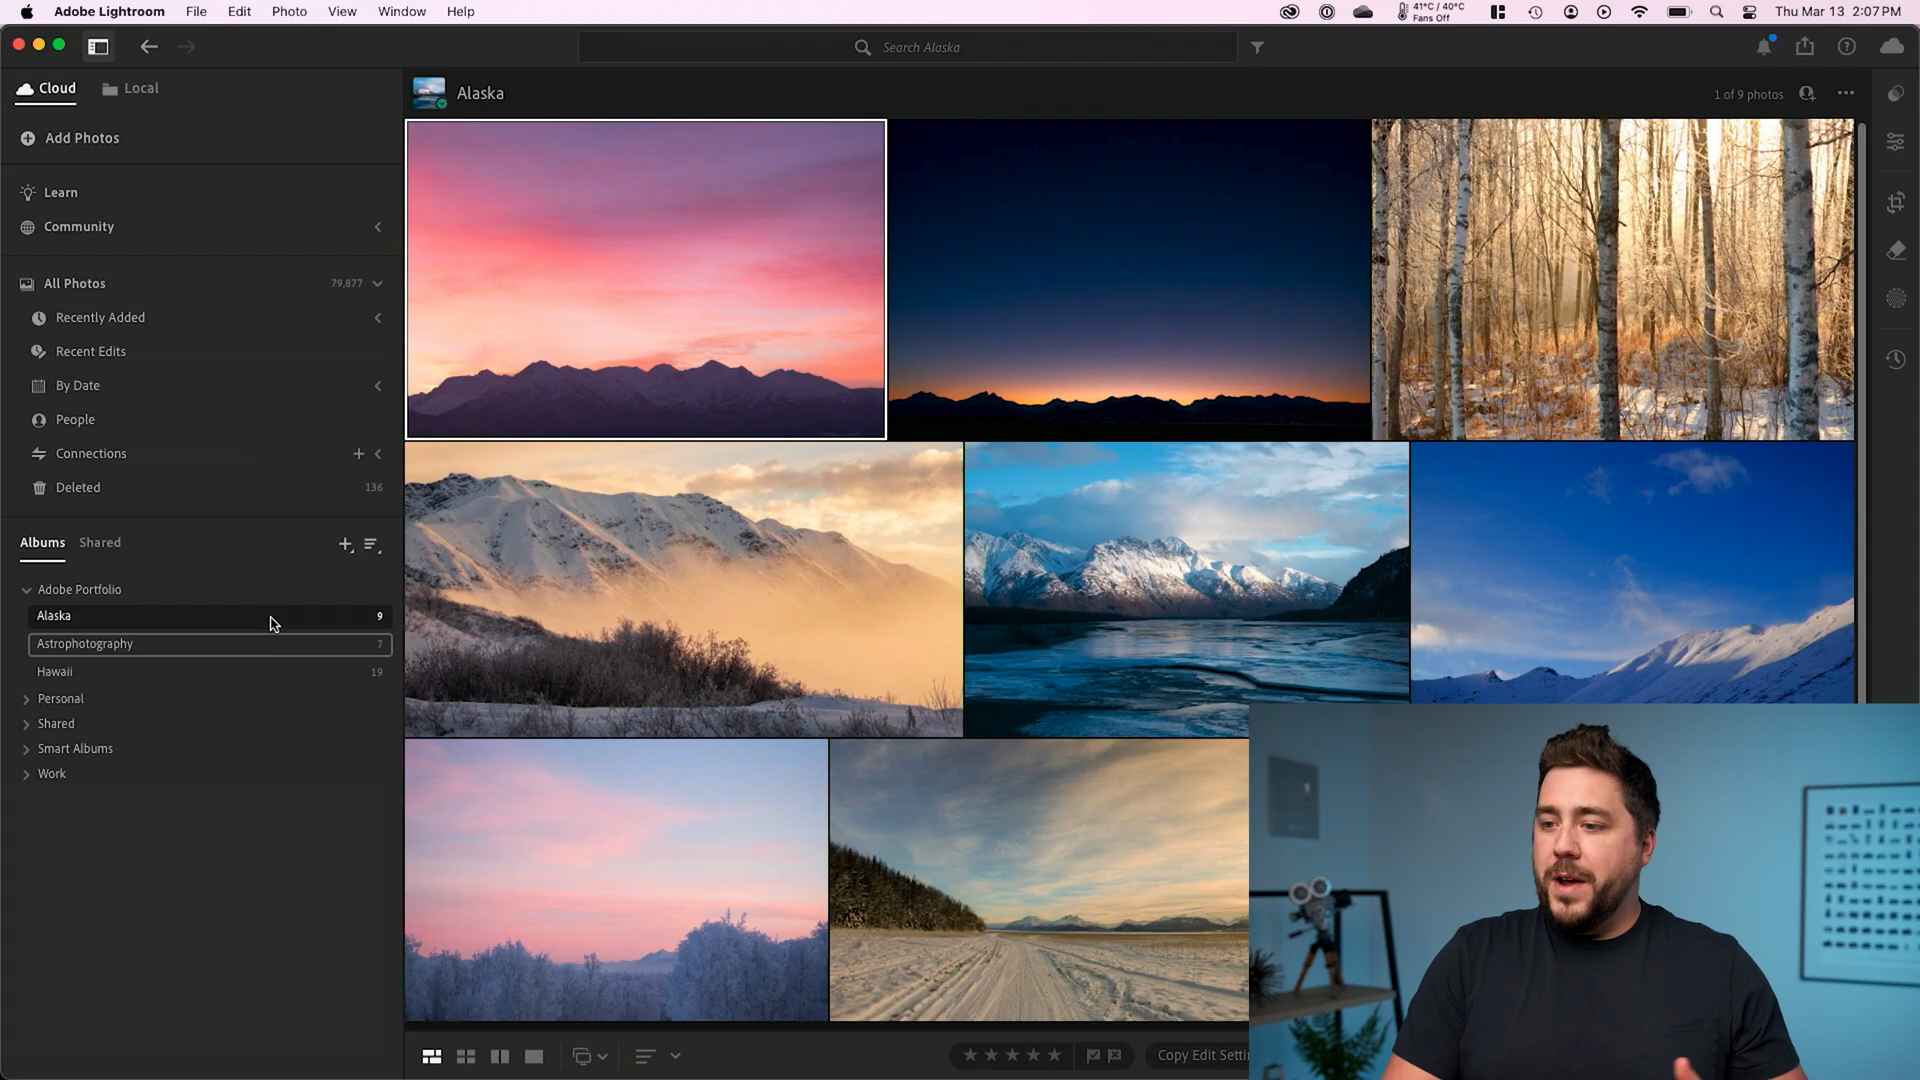 Adobe Lightroom File Edit Photo View Window Help
41°C / 40°C
Fans Off
Thu Mar 13 2:07 PM
Search Alaska
Cloud Local
Alaska
1 of 9 photos
Add Photos
Learn
Community
All Photos 79,877
Recently Added
Recent Edits
By Date
People
Connections
Deleted 136
Albums Shared
Adobe Portfolio
Alaska 9
Astrophotography 7
Hawaii 19
Personal
Shared
Smart Albums
Work
Copy Edit Setti